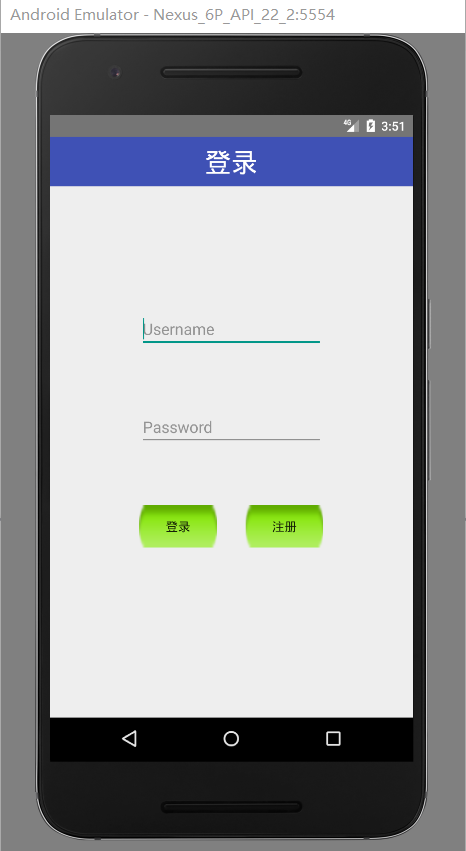 Android Emulator - Nexus_6P_API_22_2:5554
4G 3:51
登录
Username
Password
登录 注册